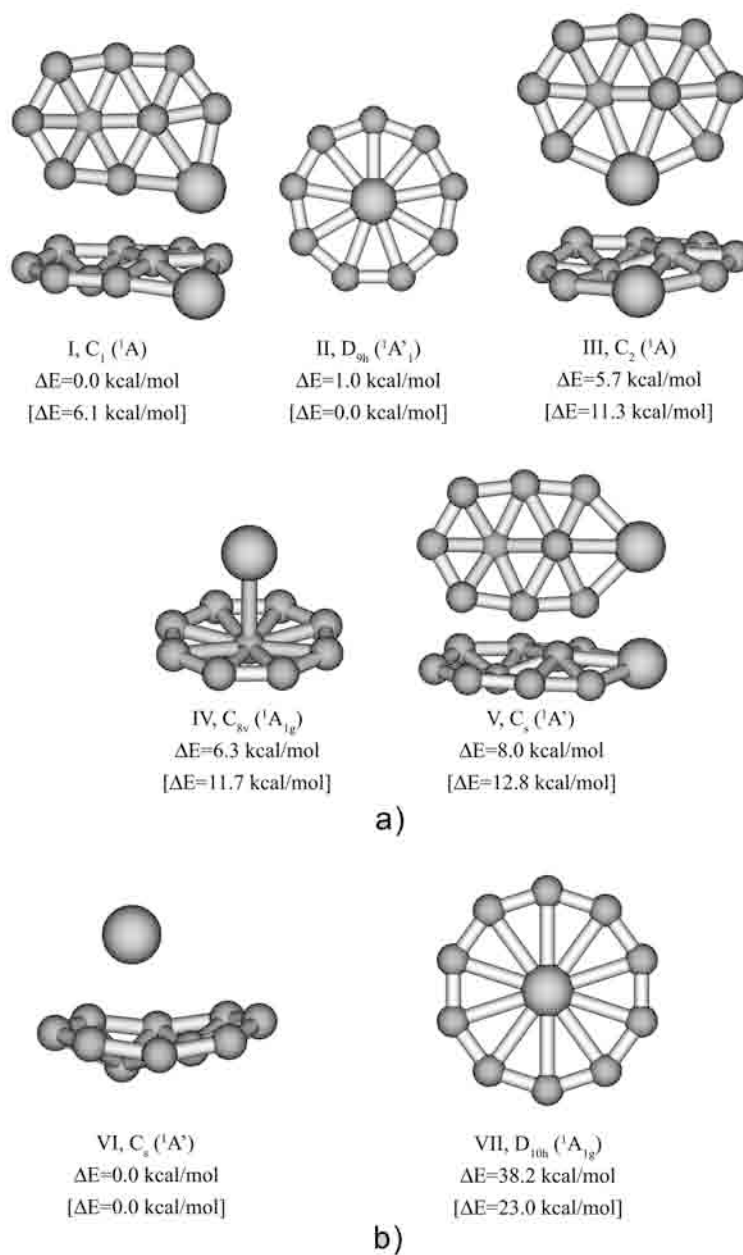 I, C₁ (¹A)
ΔE=0.0 kcal/mol
[ΔE=6.1 kcal/mol]
II, D₉ₕ (¹A'₁)
ΔE=1.0 kcal/mol
[ΔE=0.0 kcal/mol]
III, C₂ (¹A)
ΔE=5.7 kcal/mol
[ΔE=11.3 kcal/mol]
IV, C₈ᵥ (¹A₁g)
ΔE=6.3 kcal/mol
[ΔE=11.7 kcal/mol]
V, Cₛ (¹A')
ΔE=8.0 kcal/mol
[ΔE=12.8 kcal/mol]
a)
VI, Cₛ (¹A')
ΔE=0.0 kcal/mol
[ΔE=0.0 kcal/mol]
VII, D₁₀ₕ (¹A₁g)
ΔE=38.2 kcal/mol
[ΔE=23.0 kcal/mol]
b)